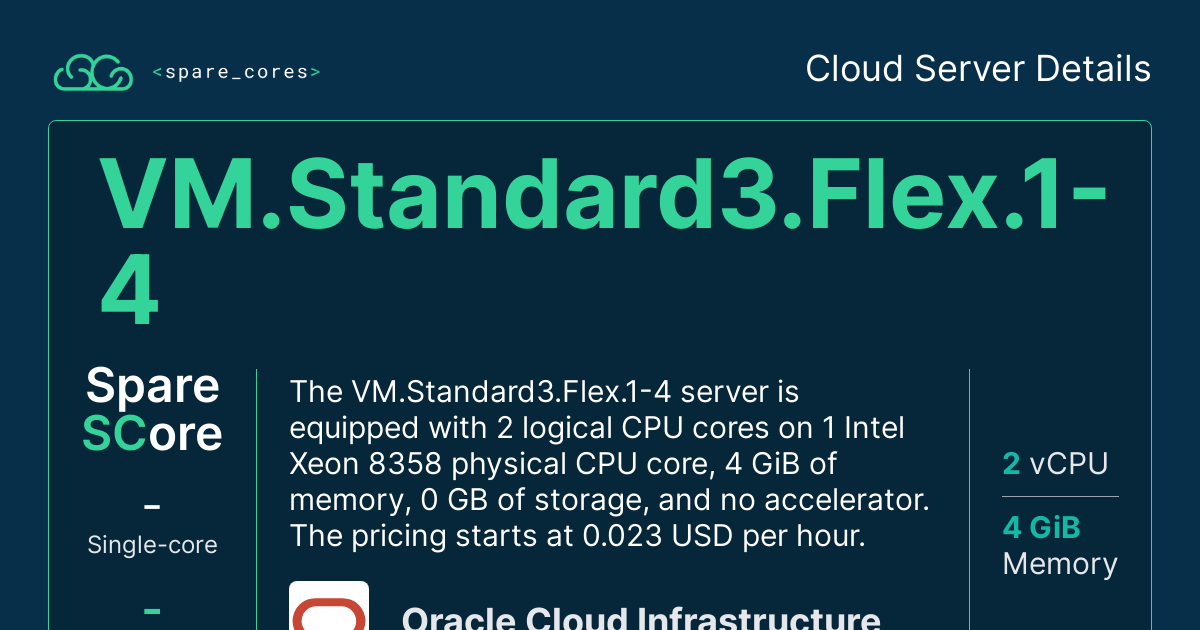 <spare_cores>
Cloud Server Details
VM.Standard3.Flex.1-
4
Spare
SCore
–
Single-core
–
The VM.Standard3.Flex.1-4 server is
equipped with 2 logical CPU cores on 1 Intel
Xeon 8358 physical CPU core, 4 GiB of
memory, 0 GB of storage, and no accelerator.
The pricing starts at 0.023 USD per hour.
Oracle Cloud Infrastructure
2 vCPU
4 GiB
Memory